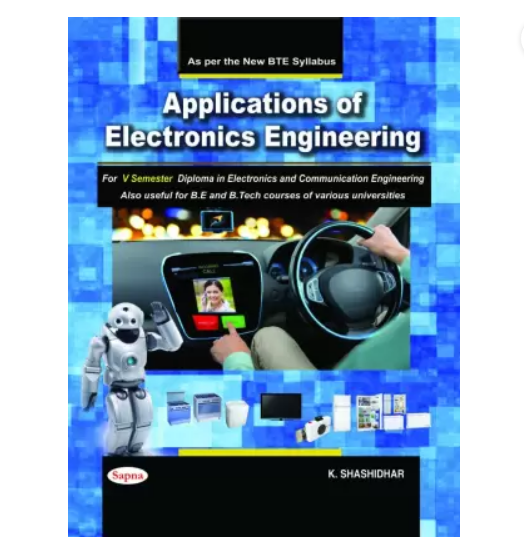 As per the New BTE Syllabus
Applications of
Electronics Engineering
For V Semester Diploma in Electronics and Communication Engineering
Also useful for B.E and B.Tech courses of various universities
CALL
Sapna
K. SHASHIDHAR